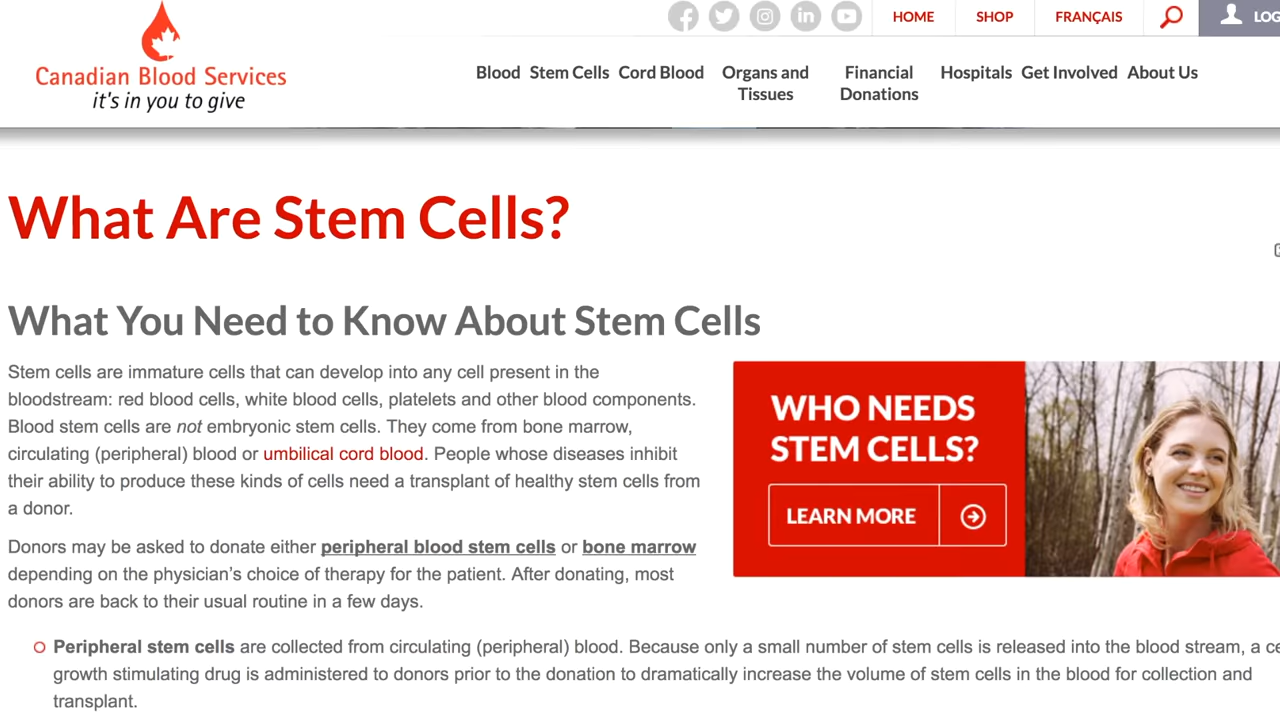 HOME SHOP FRANÇAIS LOG
Canadian Blood Services
it's in you to give
Blood Stem Cells Cord Blood Organs and Tissues Financial Donations Hospitals Get Involved About Us
What Are Stem Cells?
What You Need to Know About Stem Cells
Stem cells are immature cells that can develop into any cell present in the
bloodstream: red blood cells, white blood cells, platelets and other blood components.
Blood stem cells are not embryonic stem cells. They come from bone marrow,
circulating (peripheral) blood or umbilical cord blood. People whose diseases inhibit
their ability to produce these kinds of cells need a transplant of healthy stem cells from
a donor.
WHO NEEDS
STEM CELLS?
LEARN MORE
Donors may be asked to donate either peripheral blood stem cells or bone marrow
depending on the physician's choice of therapy for the patient. After donating, most
donors are back to their usual routine in a few days.
Peripheral stem cells are collected from circulating (peripheral) blood. Because only a small number of stem cells is released into the blood stream, a
growth stimulating drug is administered to donors prior to the donation to dramatically increase the volume of stem cells in the blood for collection and
transplant.